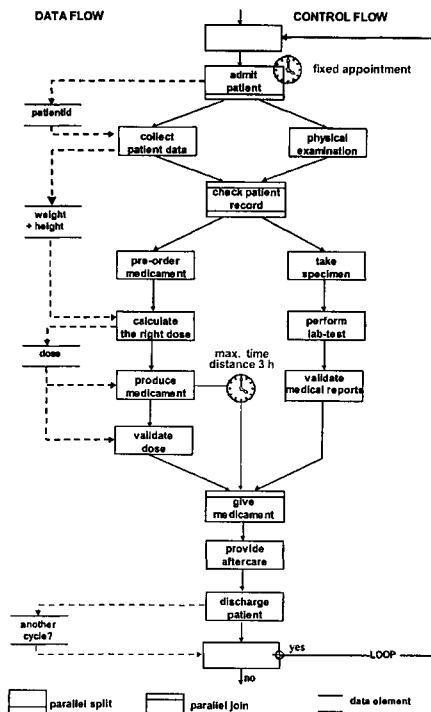 DATA FLOW
CONTROL FLOW
admit
patient
fixed appointment
patientid
collect
patient data
physical
examination
check patient
record
weight
+ height
pre-order
medicament
take
specimen
calculate
the right dose
perform
lab-test
dose
max. time
distance 3 h
produce
medicament
validate
medical reports
validate
dose
give
medicament
provide
aftercare
discharge
patient
another
cycle?
yes
LOOP
no
parallel split
parallel join
data element